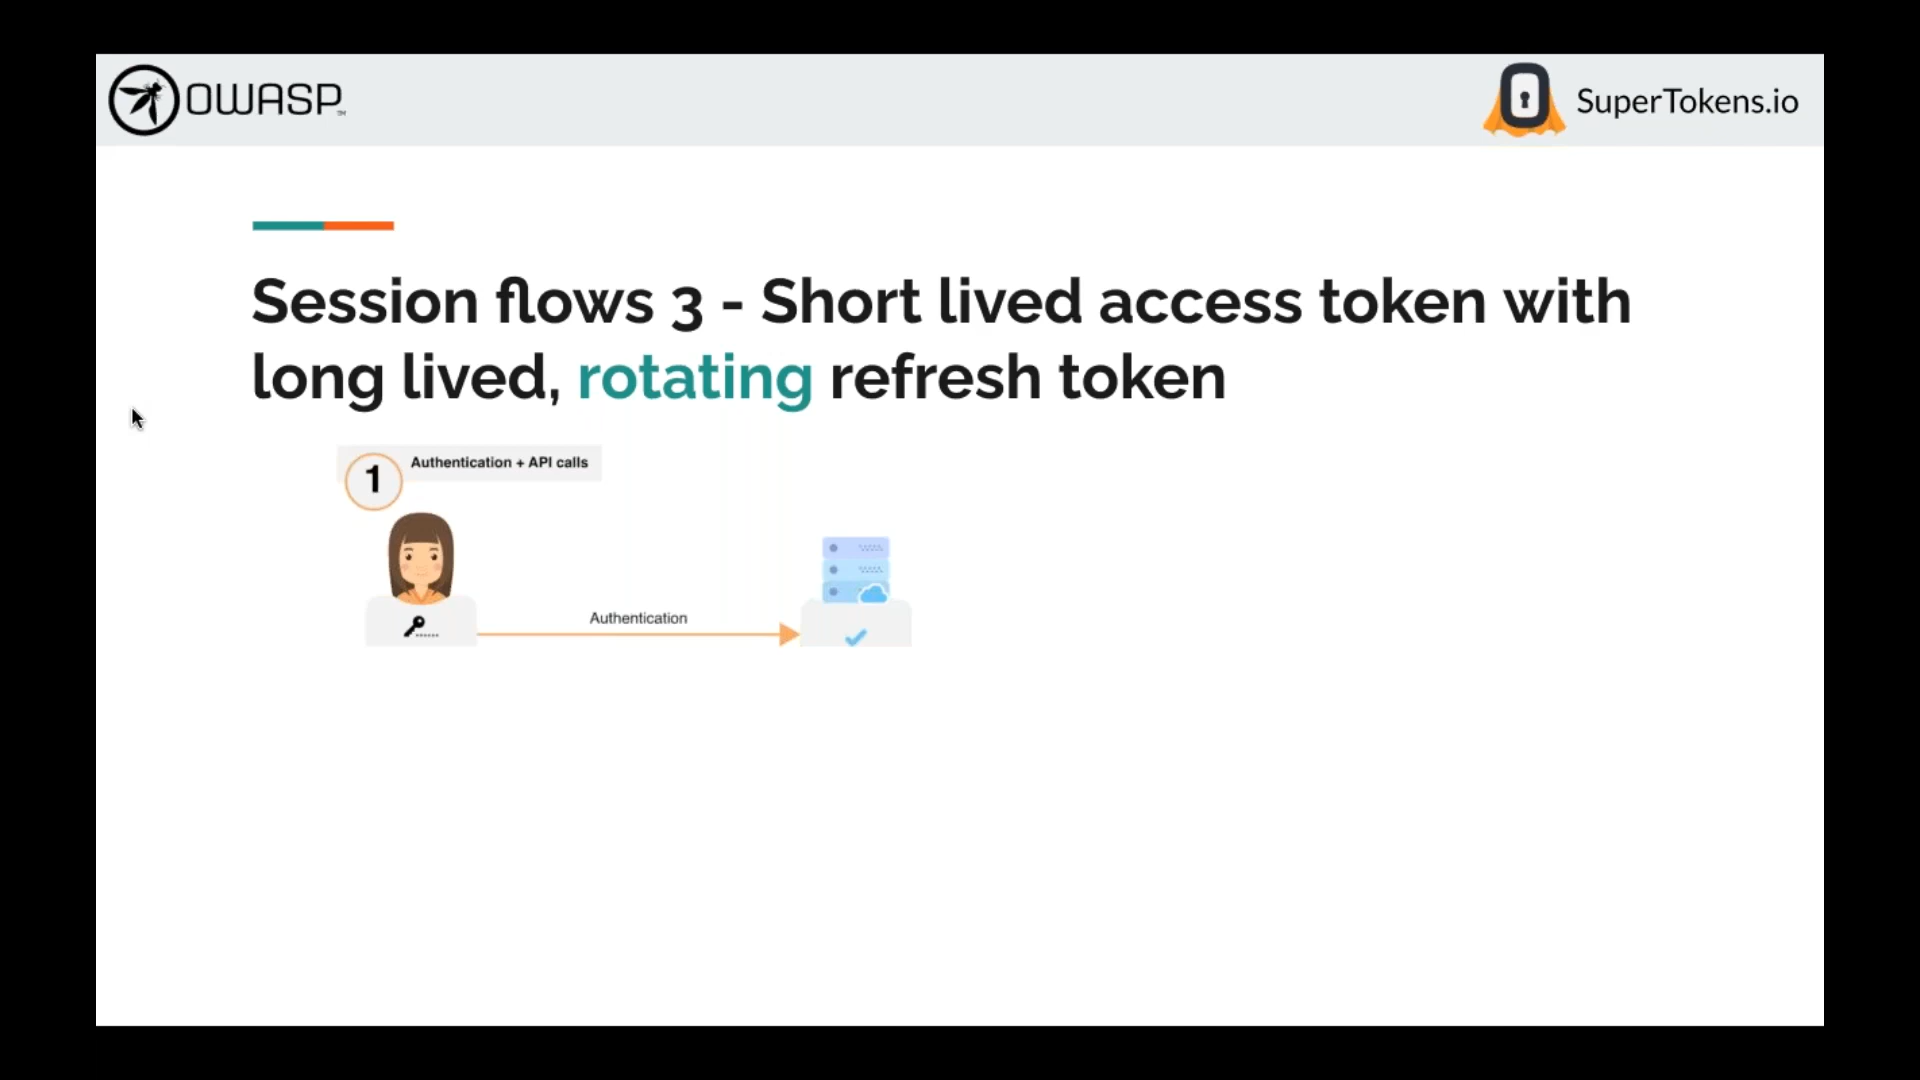 OWASP™
SuperTokens.io
Session flows 3 - Short lived access token with
long lived, rotating refresh token
1
Authentication + API calls
Authentication